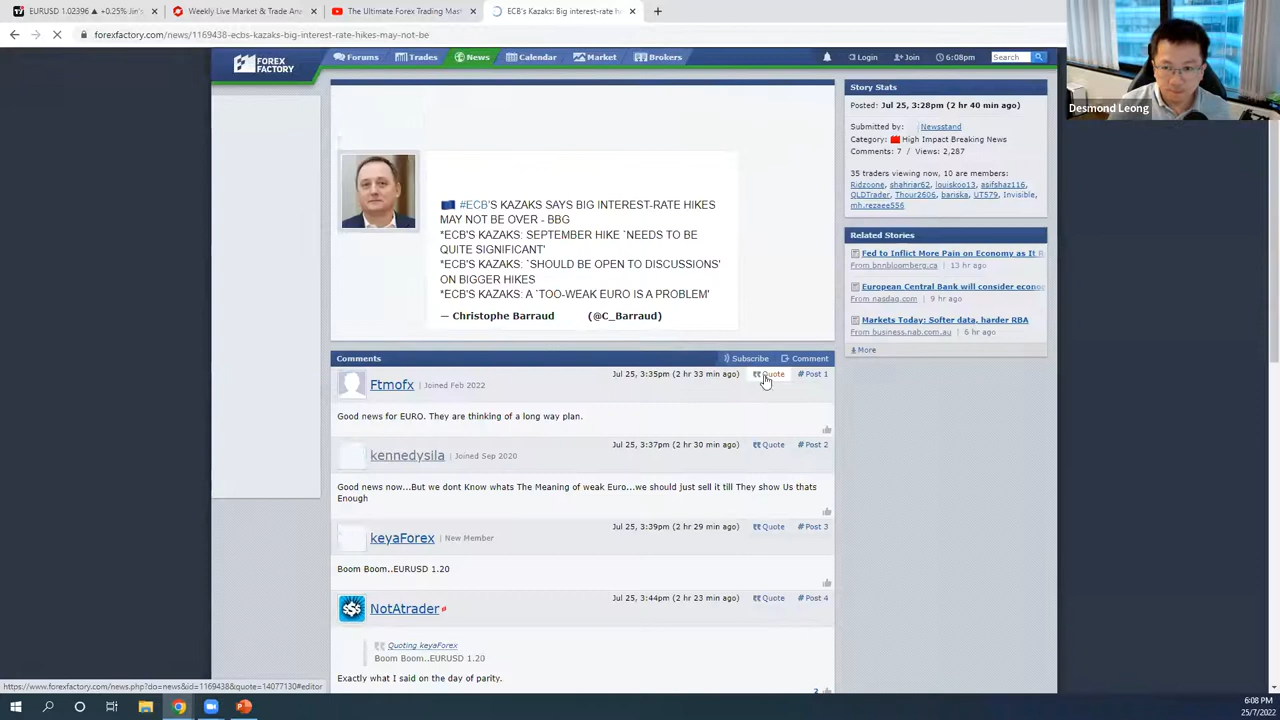 EURUSD 1.02396 ▲ +0.25% Jin's
Weekly Live Market & Trade Ana
The Ultimate Forex Trading Mast
ECB's Kazaks: Big interest-rate h
forexfactory.com/news/1169438-ecbs-kazaks-big-interest-rate-hikes-may-not-be
FOREX FACTORY
Forums
Trades
News
Calendar
Market
Brokers
Login
Join
6:08pm
Search
Desmond Leong
#ECB'S KAZAKS SAYS BIG INTEREST-RATE HIKES
MAY NOT BE OVER - BBG
*ECB'S KAZAKS: SEPTEMBER HIKE `NEEDS TO BE
QUITE SIGNIFICANT'
*ECB'S KAZAKS: `SHOULD BE OPEN TO DISCUSSIONS'
ON BIGGER HIKES
*ECB'S KAZAKS: A `TOO-WEAK EURO IS A PROBLEM'
— Christophe Barraud (@C_Barraud)
Story Stats
Posted: Jul 25, 3:28pm (2 hr 40 min ago)
Submitted by: Newsstand
Category: High Impact Breaking News
Comments: 7 / Views: 2,287
35 traders viewing now, 10 are members:
Ridzoone, shahriar62, louiskoo13, asifshaz116,
QLDTrader, Thour2606, bariska, UT579, Invisible,
mh.rezaee556
Related Stories
Fed to Inflict More Pain on Economy as It R
From bnnbloomberg.ca | 13 hr ago
European Central Bank will consider econo
From nasdaq.com | 9 hr ago
Markets Today: Softer data, harder RBA
From business.nab.com.au | 6 hr ago
More
Comments
Subscribe
Comment
Jul 25, 3:35pm (2 hr 33 min ago)
Quote
# Post 1
Ftmofx | Joined Feb 2022
Good news for EURO. They are thinking of a long way plan.
Jul 25, 3:37pm (2 hr 30 min ago)
Quote
# Post 2
kennedysila | Joined Sep 2020
Good news now...But we dont Know whats The Meaning of weak Euro...we should just sell it till They show Us thats
Enough
Jul 25, 3:39pm (2 hr 29 min ago)
Quote
# Post 3
keyaForex | New Member
Boom Boom..EURUSD 1.20
Jul 25, 3:44pm (2 hr 23 min ago)
Quote
# Post 4
NotAtrader
Quoting keyaForex
Boom Boom..EURUSD 1.20
Exactly what I said on the day of parity.
2
https://www.forexfactory.com/news.php?do=news&id=1169438&quote=14077130#editor
6:08 PM
25/7/2022